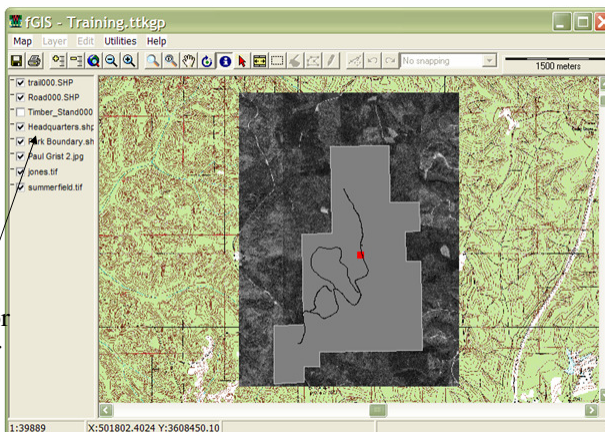 fGIS - Training.ttkgp
Map Layer Edit Utilities Help
No snapping
1500 meters
trail000.SHP
Road000.SHP
Timber_Stand000
Headquarters.shp
Park Boundary.sh
Paul Grist 2.jpg
jones.tif
summerfield.tif
1:39889 X:501802.4024 Y:3608450.10